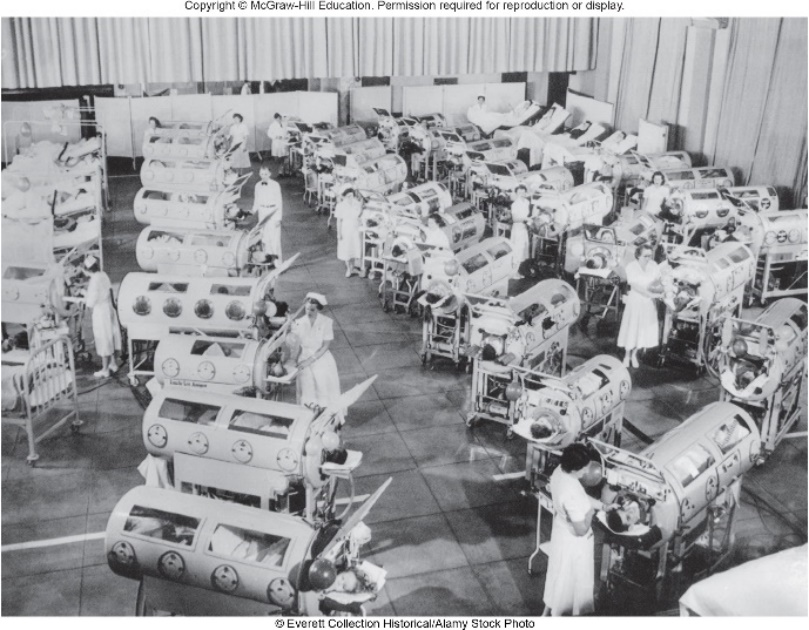 Copyright © McGraw-Hill Education. Permission required for reproduction or display.
© Everett Collection Historical/Alamy Stock Photo